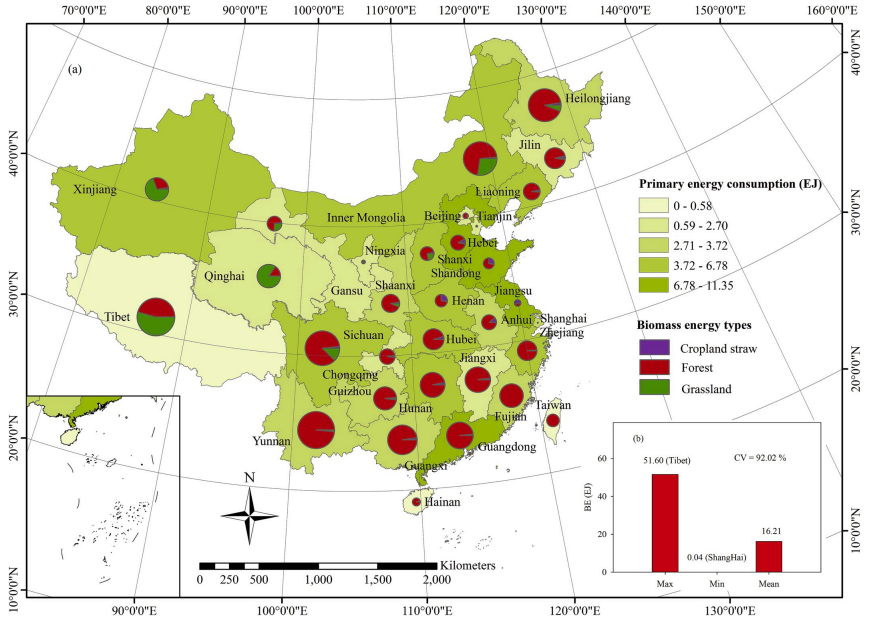 70°0'0"E 80°0'0"E 90°0'0"E 100°0'0"E 110°0'0"E 120°0'0"E 130°0'0"E 140°0'0"E 150°0'0"E 160°0'0"E
(a)
40°0'0"N
30°0'0"N
20°0'0"N
10°0'0"N
40°0'0"N
30°0'0"N
20°0'0"N
10°0'0"N
Heilongjiang
Jilin
Liaoning
Xinjiang
Inner Mongolia
Beijing
Tianjin
Hebei
Ningxia
Shanxi
Shandong
Qinghai
Gansu
Shaanxi
Jiangsu
Henan
Tibet
Anhui
Shanghai
Zhejiang
Sichuan
Hubei
Chongqing
Jiangxi
Guizhou
Hunan
Fujian
Taiwan
Yunnan
Guangdong
Guangxi
Hainan
Primary energy consumption (EJ)
0 - 0.58
0.59 - 2.70
2.71 - 3.72
3.72 - 6.78
6.78 - 11.35
Biomass energy types
Cropland straw
Forest
Grassland
N
Kilometers
0 250 500 1,000 1,500 2,000
(b)
51.60 (Tibet)
CV = 92.02 %
60
40
20
0
BE (EJ)
0.04 (ShangHai)
16.21
Max Min Mean
90°0'0"E 100°0'0"E 110°0'0"E 120°0'0"E 130°0'0"E